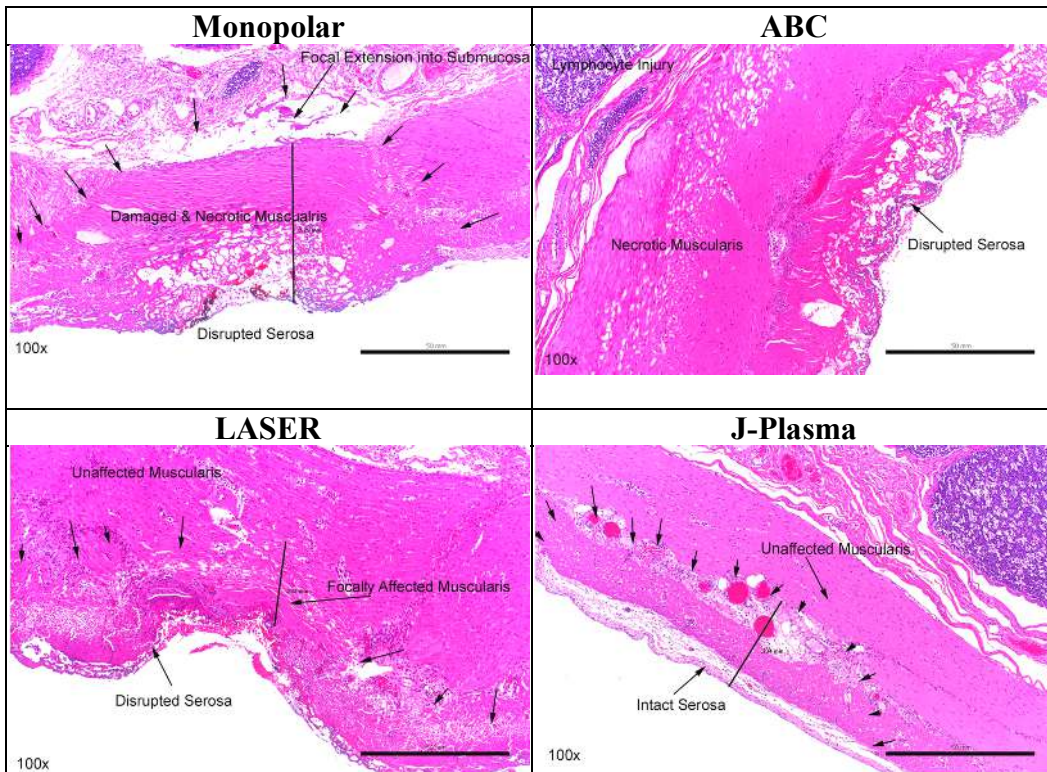 Monopolar
Focal Extension into Submucosa
Damaged & Necrotic Muscualris
Disrupted Serosa
100x
ABC
Lymphocyte Injury
Necrotic Muscularis
Disrupted Serosa
100x
LASER
Unaffected Muscularis
Focally Affected Muscularis
Disrupted Serosa
100x
J-Plasma
Unaffected Muscularis
Intact Serosa
100x